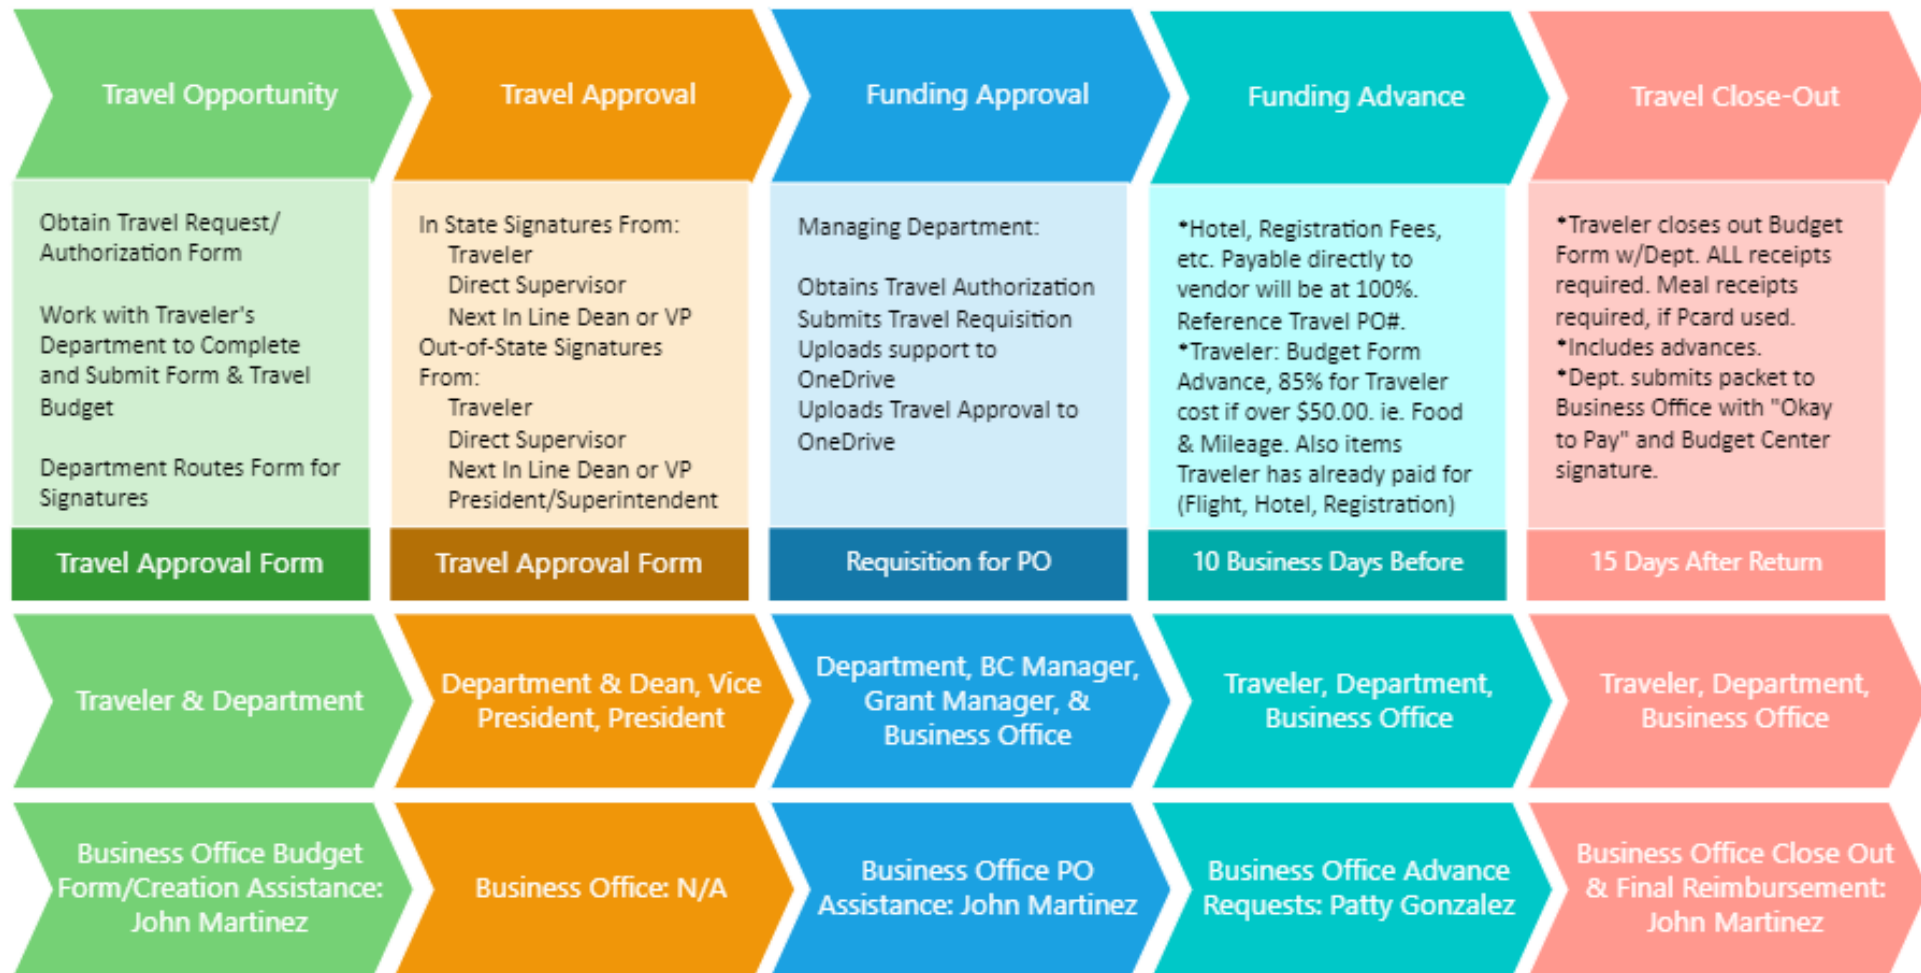 Travel Opportunity
Travel Approval
Funding Approval
Funding Advance
Travel Close-Out
Obtain Travel Request/
Authorization Form
Work with Traveler's
Department to Complete
and Submit Form & Travel
Budget
Department Routes Form for
Signatures
Travel Approval Form
In State Signatures From:
Traveler
Direct Supervisor
Next In Line Dean or VP
Out-of-State Signatures
From:
Traveler
Direct Supervisor
Next In Line Dean or VP
President/Superintendent
Travel Approval Form
Managing Department:
Obtains Travel Authorization
Submits Travel Requisition
Uploads support to
OneDrive
Uploads Travel Approval to
OneDrive
Requisition for PO
*Hotel, Registration Fees,
etc. Payable directly to
vendor will be at 100%.
Reference Travel PO#.
*Traveler: Budget Form
Advance, 85% for Traveler
cost if over $50.00. ie. Food
& Mileage. Also items
Traveler has already paid for
(Flight, Hotel, Registration)
10 Business Days Before
*Traveler closes out Budget
Form w/Dept. ALL receipts
required. Meal receipts
required, if Pcard used.
*Includes advances.
*Dept. submits packet to
Business Office with "Okay
to Pay" and Budget Center
signature.
15 Days After Return
Traveler & Department
Department & Dean, Vice
President, President
Department, BC Manager,
Grant Manager, &
Business Office
Traveler, Department,
Business Office
Traveler, Department,
Business Office
Business Office Budget
Form/Creation Assistance:
John Martinez
Business Office: N/A
Business Office PO
Assistance: John Martinez
Business Office Advance
Requests: Patty Gonzalez
Business Office Close Out
& Final Reimbursement:
John Martinez